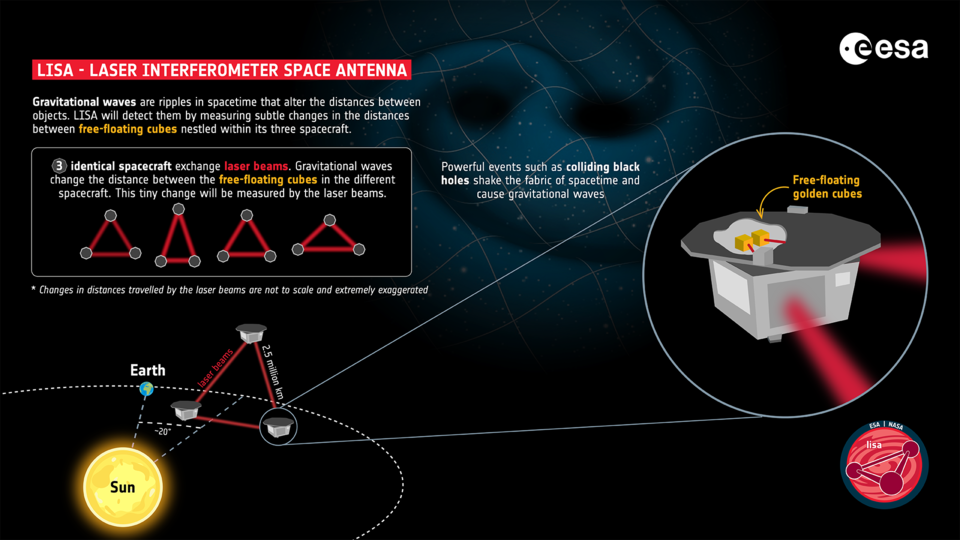 esa
LISA - LASER INTERFEROMETER SPACE ANTENNA
Gravitational waves are ripples in spacetime that alter the distances between
objects. LISA will detect them by measuring subtle changes in the distances
between free-floating cubes nestled within its three spacecraft.
3 identical spacecraft exchange laser beams. Gravitational waves
change the distance between the free-floating cubes in the different
spacecraft. This tiny change will be measured by the laser beams.
* Changes in distances travelled by the laser beams are not to scale and extremely exaggerated
Powerful events such as colliding black
holes shake the fabric of spacetime and
cause gravitational waves
Free-floating
golden cubes
laser beams
2.5 million km
Earth
~20°
Sun
ESA | NASA
lisa